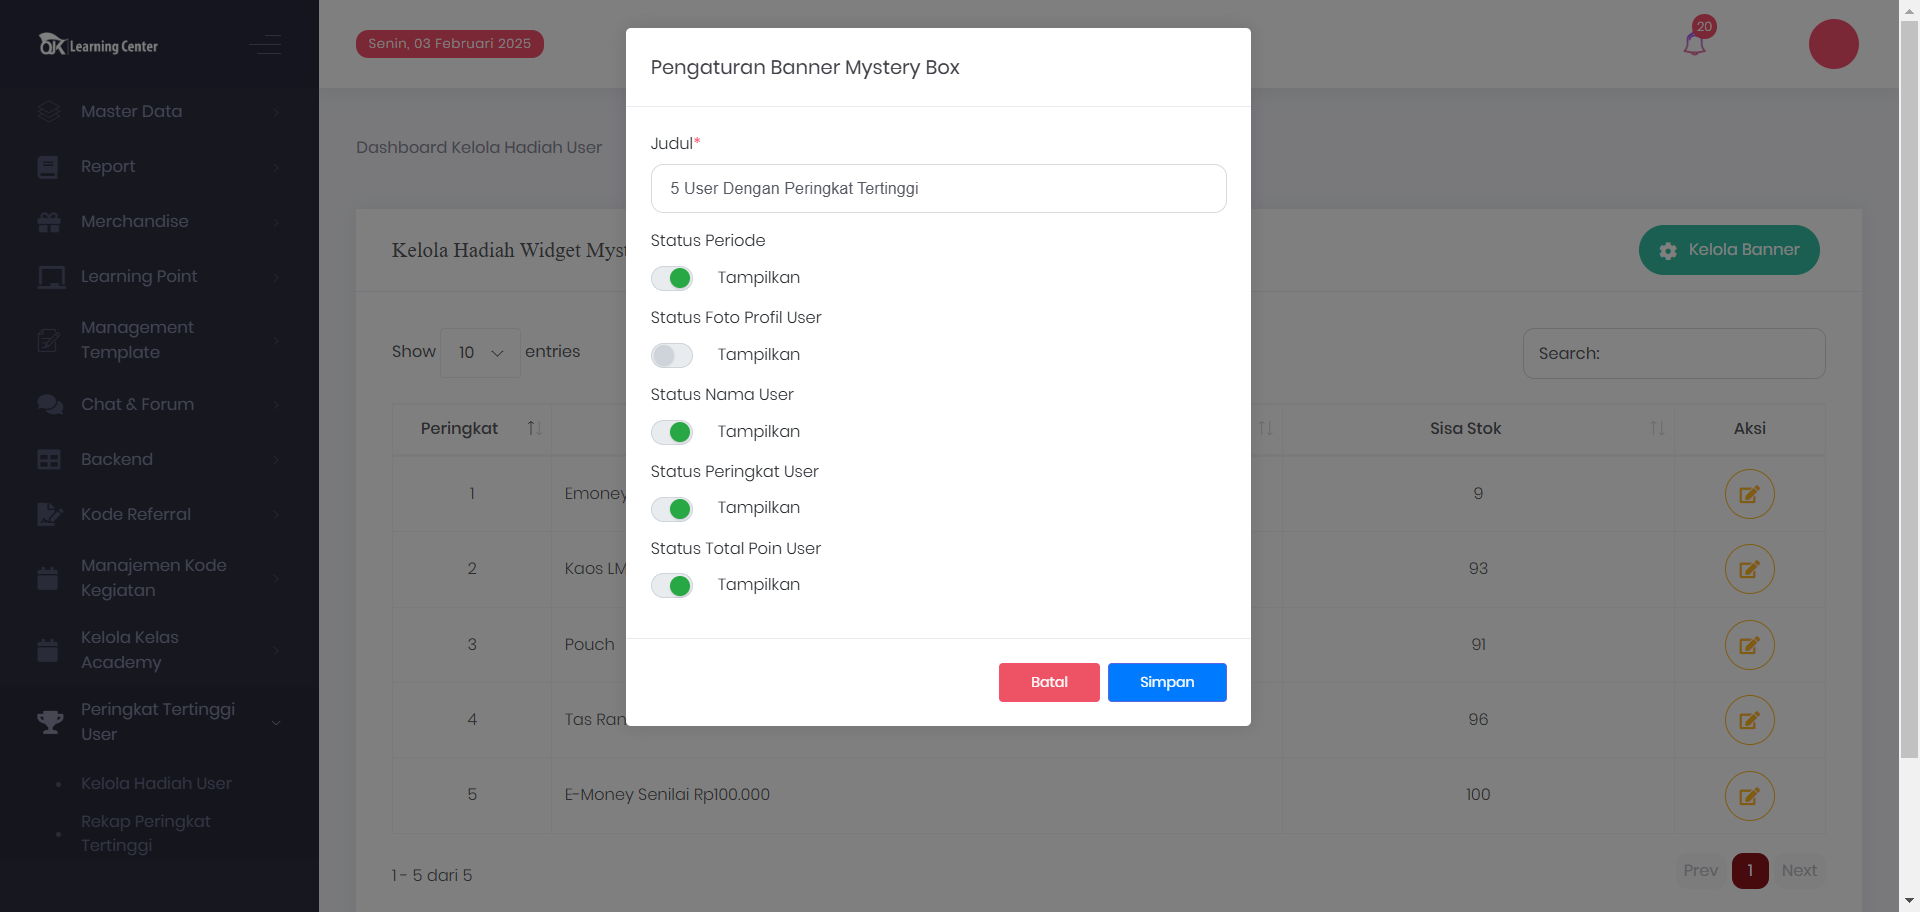 OK Learning Center
Senin, 03 Februari 2025
20
Master Data
Report
Merchandise
Learning Point
Management
Template
Chat & Forum
Backend
Kode Referral
Manajemen Kode
Kegiatan
Kelola Kelas
Academy
Peringkat Tertinggi
User
Kelola Hadiah User
Rekap Peringkat
Tertinggi
Dashboard Kelola Hadiah User
Kelola Hadiah Widget Myst
Kelola Banner
Show 10 entries
Search:
Peringkat Sisa Stok Aksi
1 Emoney 9
2 Kaos LM 93
3 Pouch 91
4 Tas Ran 96
5 E-Money Senilai Rp100.000 100
1 - 5 dari 5
Prev 1 Next
Pengaturan Banner Mystery Box
Judul*
5 User Dengan Peringkat Tertinggi
Status Periode
Tampilkan
Status Foto Profil User
Tampilkan
Status Nama User
Tampilkan
Status Peringkat User
Tampilkan
Status Total Poin User
Tampilkan
Batal Simpan